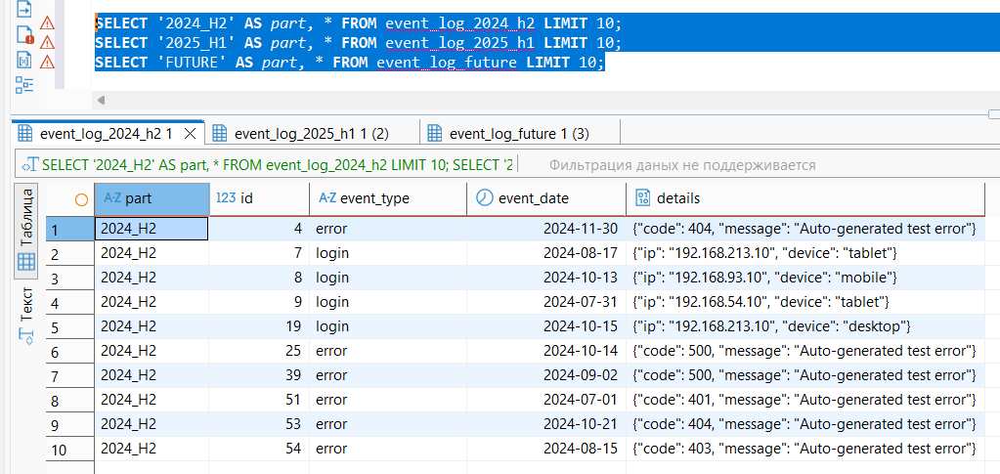 SELECT '2024_H2' AS part, * FROM event_log_2024_h2 LIMIT 10;
SELECT '2025_H1' AS part, * FROM event_log_2025_h1 LIMIT 10;
SELECT 'FUTURE' AS part, * FROM event_log_future LIMIT 10;
event_log_2024_h2 1 event_log_2025_h1 1 (2) event_log_future 1 (3)
SELECT '2024_H2' AS part, * FROM event_log_2024_h2 LIMIT 10; SELECT '2 Фильтрация даных не поддерживается
Таблица
Текст
A-Z part 123 id A-Z event_type event_date details
1 2024_H2 4 error 2024-11-30 {"code": 404, "message": "Auto-generated test error"}
2 2024_H2 7 login 2024-08-17 {"ip": "192.168.213.10", "device": "tablet"}
3 2024_H2 8 login 2024-10-13 {"ip": "192.168.93.10", "device": "mobile"}
4 2024_H2 9 login 2024-07-31 {"ip": "192.168.54.10", "device": "tablet"}
5 2024_H2 19 login 2024-10-15 {"ip": "192.168.213.10", "device": "desktop"}
6 2024_H2 25 error 2024-10-14 {"code": 500, "message": "Auto-generated test error"}
7 2024_H2 39 error 2024-09-02 {"code": 500, "message": "Auto-generated test error"}
8 2024_H2 51 error 2024-07-01 {"code": 401, "message": "Auto-generated test error"}
9 2024_H2 53 error 2024-10-21 {"code": 404, "message": "Auto-generated test error"}
10 2024_H2 54 error 2024-08-15 {"code": 403, "message": "Auto-generated test error"}